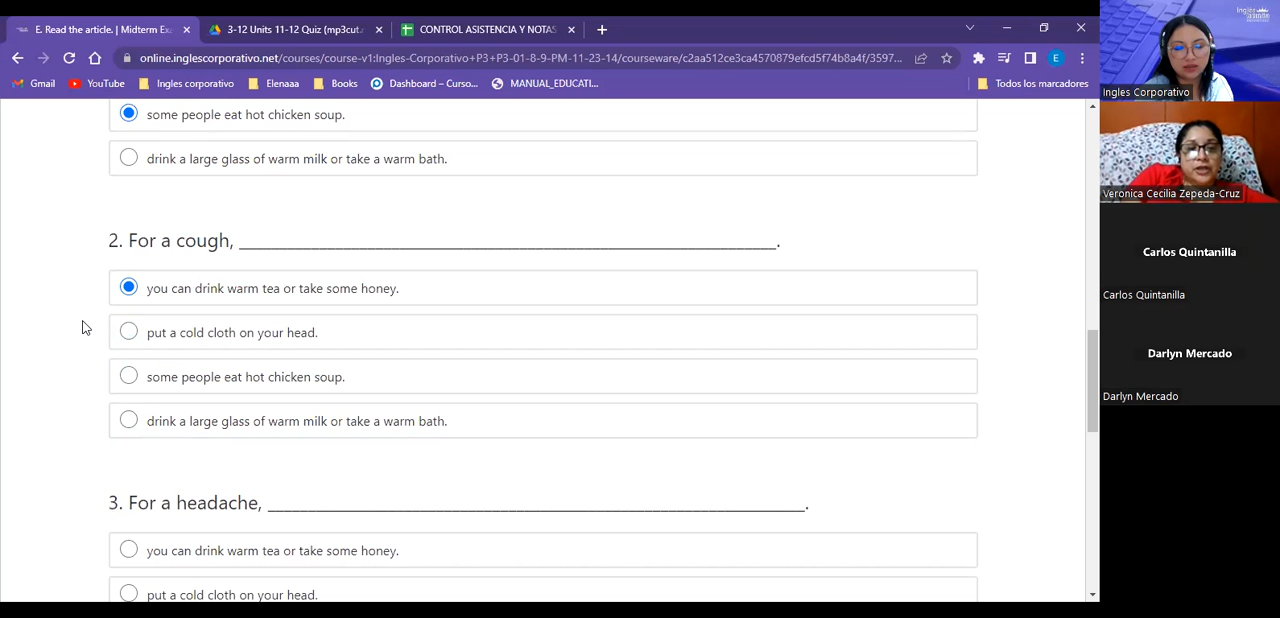 E. Read the article. | Midterm Ex
3-12 Units 11-12 Quiz (mp3cut.
CONTROL ASISTENCIA Y NOTAS
online.inglescorporativo.net/courses/course-v1:Ingles-Corporativo+P3+P3-01-8-9-PM-11-23-14/courseware/c2aa512ce3ca4570879efcd5f74b8a4f/3597...
E
Gmail
YouTube
Ingles corporativo
Elenaaa
Books
Dashboard – Curso...
MANUAL_EDUCATI...
Todos los marcadores
some people eat hot chicken soup.
drink a large glass of warm milk or take a warm bath.
2. For a cough, ______________________________.
you can drink warm tea or take some honey.
put a cold cloth on your head.
some people eat hot chicken soup.
drink a large glass of warm milk or take a warm bath.
3. For a headache, ______________________________.
you can drink warm tea or take some honey.
put a cold cloth on your head.
Ingles Corporativo
Veronica Cecilia Zepeda-Cruz
Carlos Quintanilla
Carlos Quintanilla
Darlyn Mercado
Darlyn Mercado